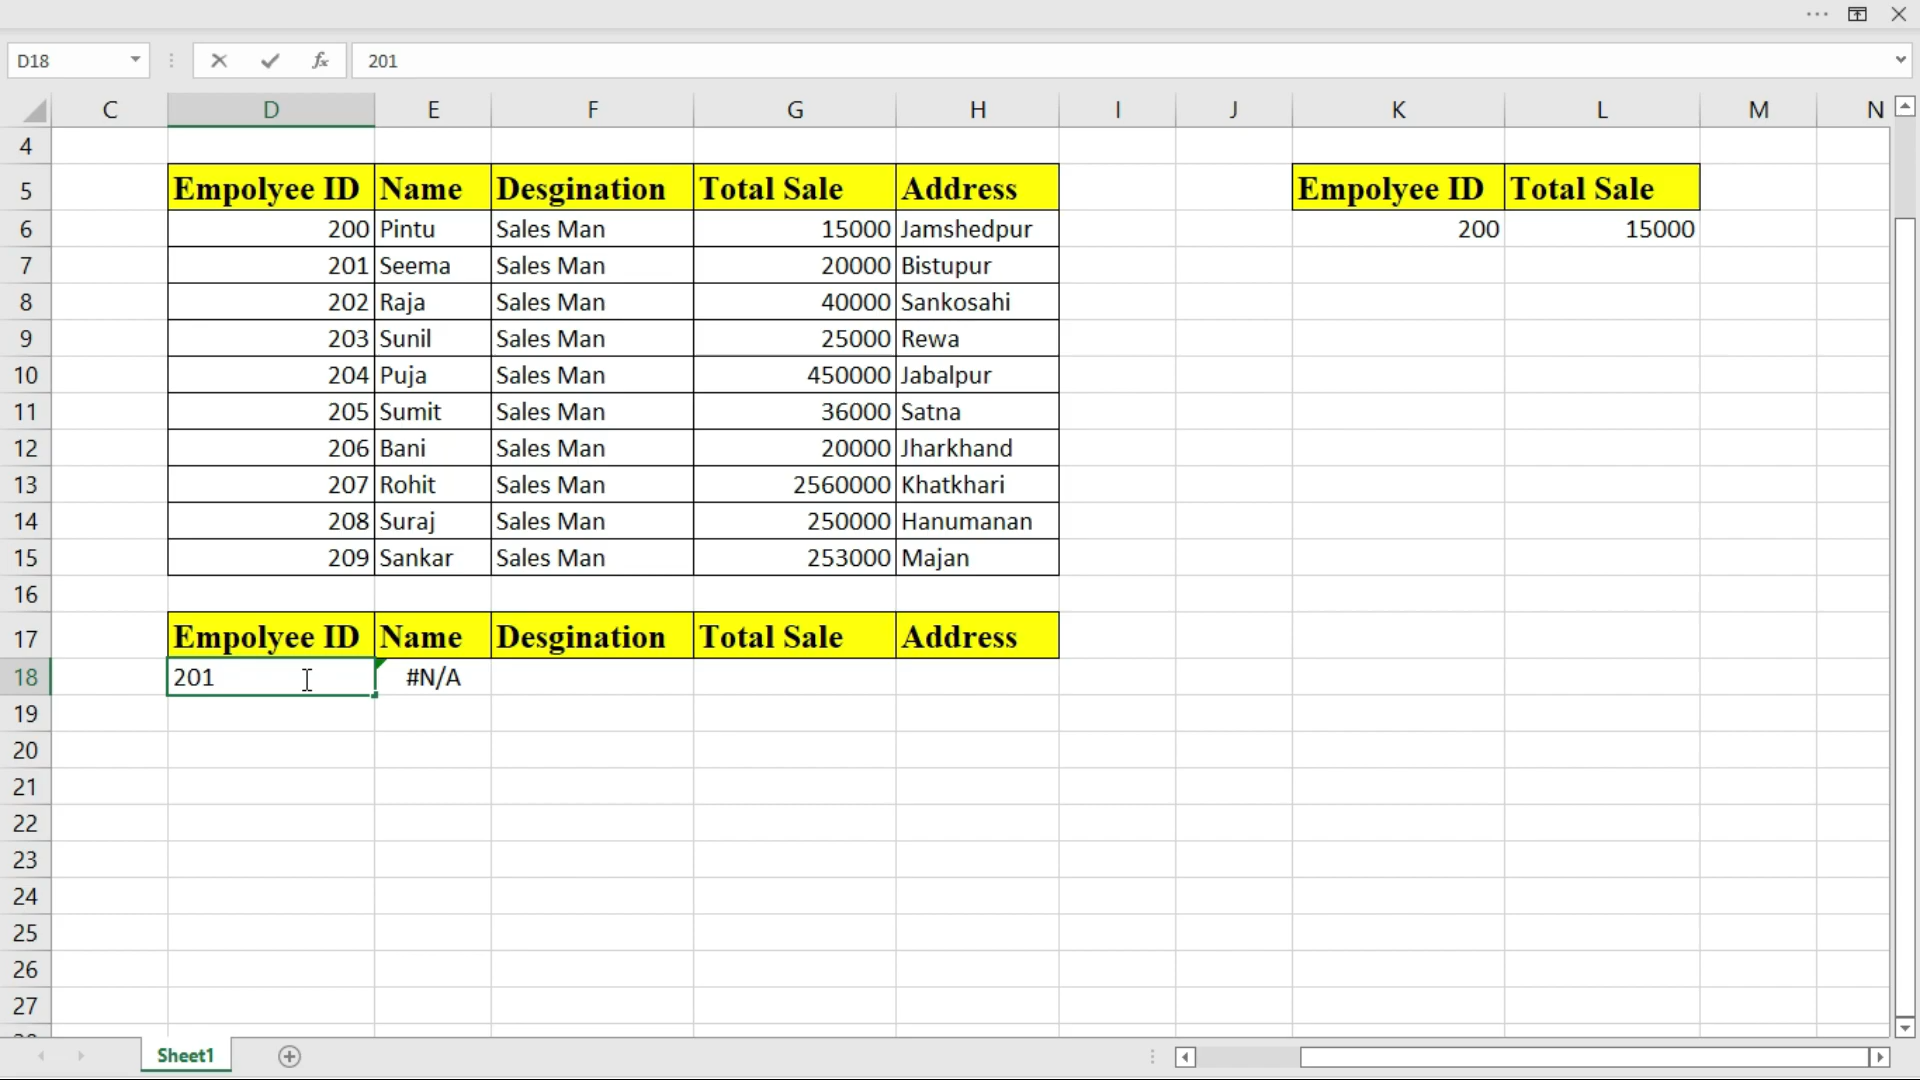 D18 fx 201
C D E F G H I J K L M N
4
5 Empolyee ID Name Desgination Total Sale Address Empolyee ID Total Sale
6 200 Pintu Sales Man 15000 Jamshedpur 200 15000
7 201 Seema Sales Man 20000 Bistupur
8 202 Raja Sales Man 40000 Sankosahi
9 203 Sunil Sales Man 25000 Rewa
10 204 Puja Sales Man 450000 Jabalpur
11 205 Sumit Sales Man 36000 Satna
12 206 Bani Sales Man 20000 Jharkhand
13 207 Rohit Sales Man 2560000 Khatkhari
14 208 Suraj Sales Man 250000 Hanumanan
15 209 Sankar Sales Man 253000 Majan
16
17 Empolyee ID Name Desgination Total Sale Address
18 201 #N/A
19
20
21
22
23
24
25
26
27
Sheet1